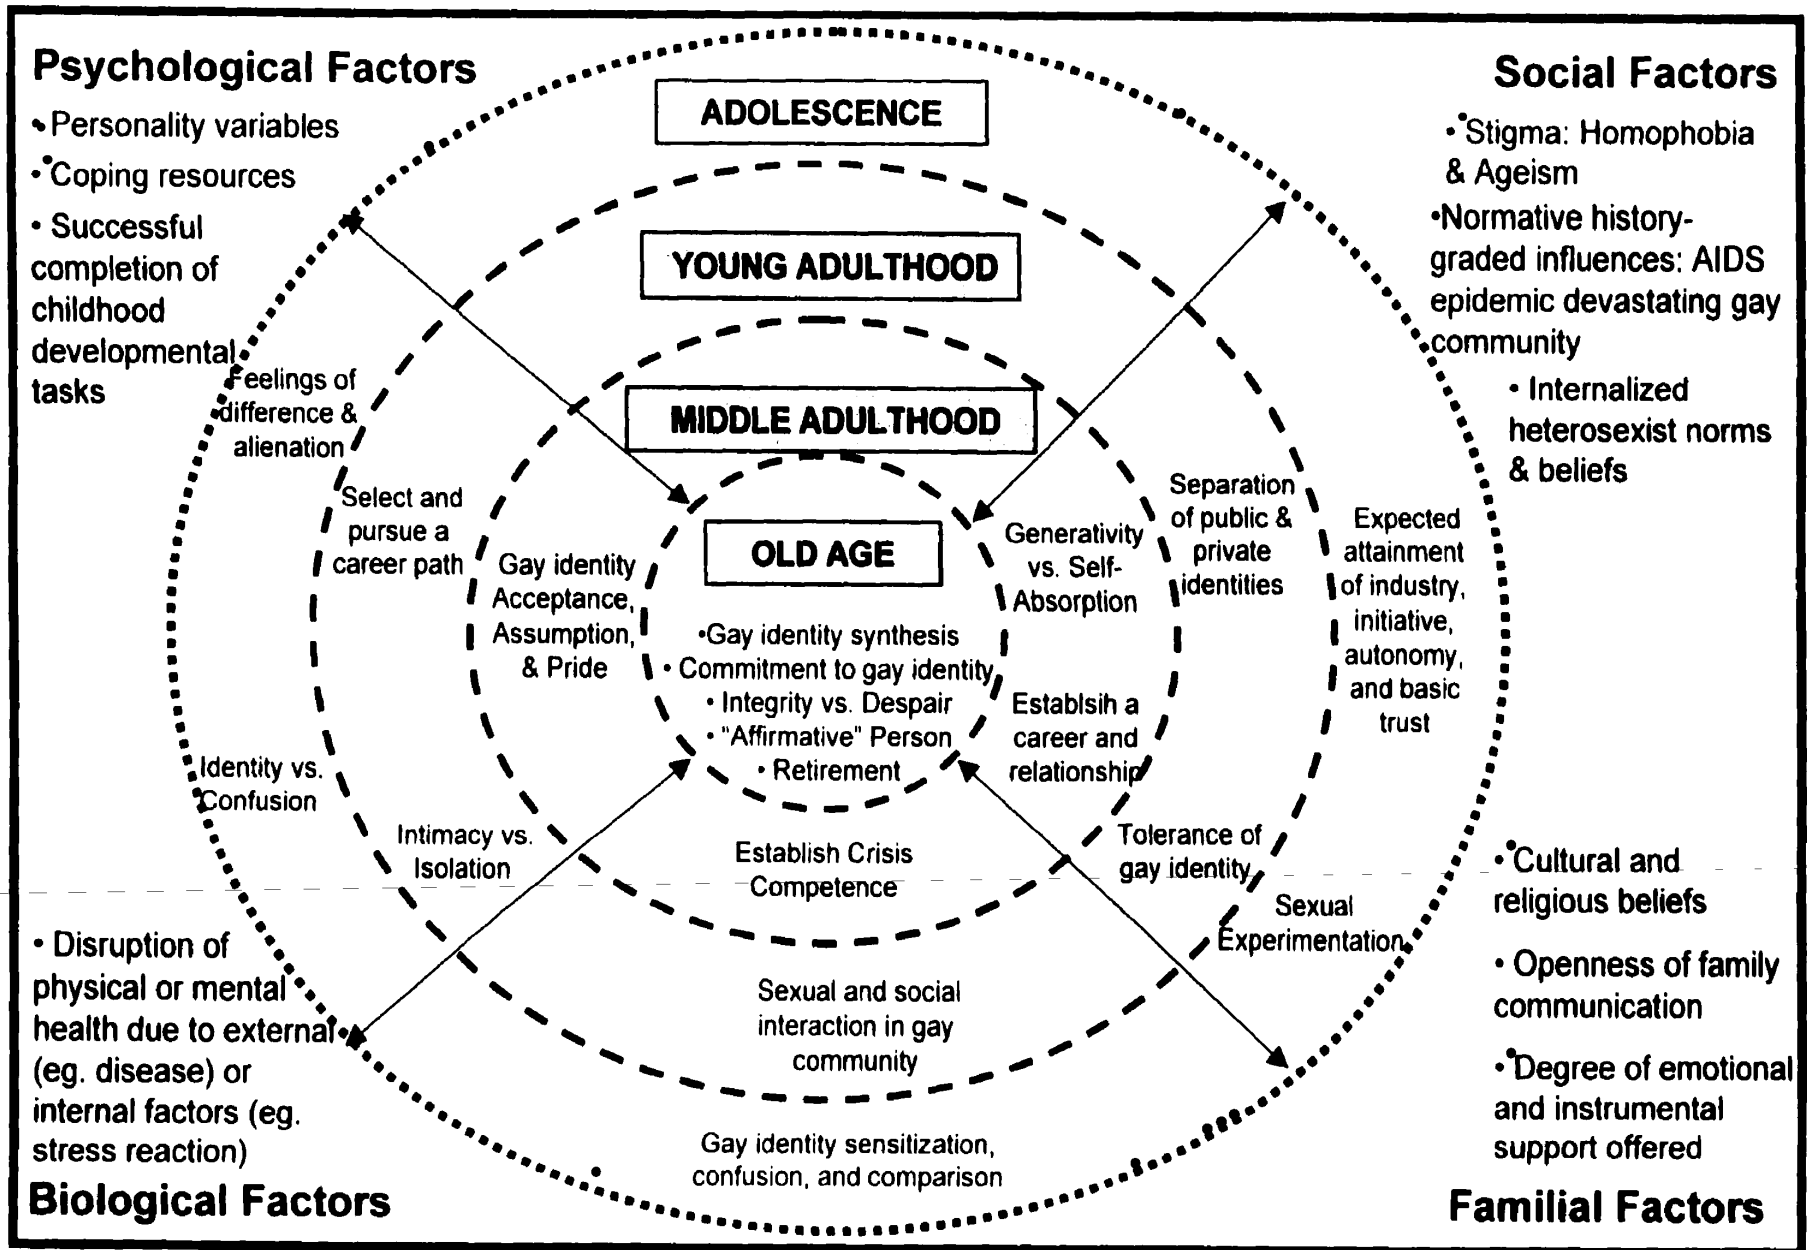 Psychological Factors
• Personality variables
• Coping resources
• Successful
completion of
childhood
developmental
tasks
Social Factors
• Stigma: Homophobia
& Ageism
•Normative history-
graded influences: AIDS
epidemic devastating gay
community
• Internalized
heterosexist norms
& beliefs
ADOLESCENCE
YOUNG ADULTHOOD
MIDDLE ADULTHOOD
OLD AGE
•Gay identity synthesis
• Commitment to gay identity
• Integrity vs. Despair
• "Affirmative" Person
• Retirement
Feelings of
difference &
alienation
Select and
pursue a
career path
Gay identity
Acceptance,
Assumption,
& Pride
Generativity
vs. Self-
Absorption
Separation
of public &
private
identities
Expected
attainment
of industry,
initiative,
autonomy,
and basic
trust
Establsih a
career and
relationship
Identity vs.
Confusion
Intimacy vs.
Isolation
Establish Crisis
Competence
Tolerance of
gay identity
Sexual
Experimentation
Sexual and social
interaction in gay
community
Gay identity sensitization,
confusion, and comparison
• Disruption of
physical or mental
health due to external
(eg. disease) or
internal factors (eg.
stress reaction)
Biological Factors
• Cultural and
religious beliefs
• Openness of family
communication
• Degree of emotional
and instrumental
support offered
Familial Factors